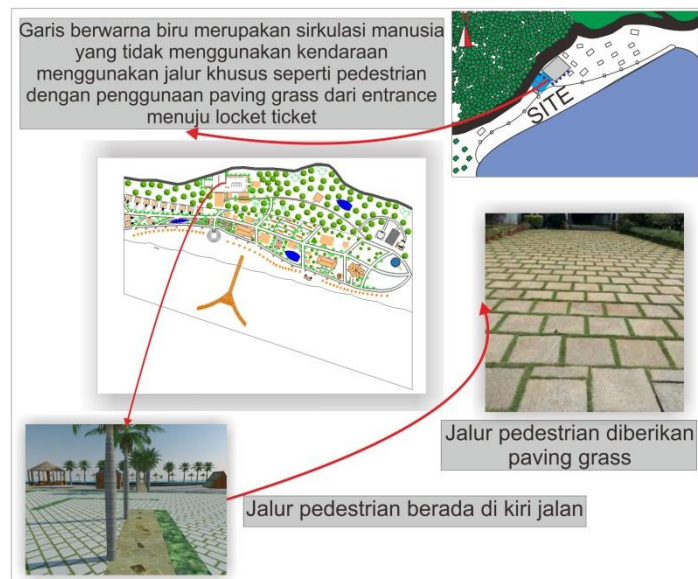 Garis berwarna biru merupakan sirkulasi manusia
yang tidak menggunakan kendaraan
menggunakan jalur khusus seperti pedestrian
dengan penggunaan paving grass dari entrance
menuju locket ticket
SITE
Jalur pedestrian diberikan
paving grass
Jalur pedestrian berada di kiri jalan